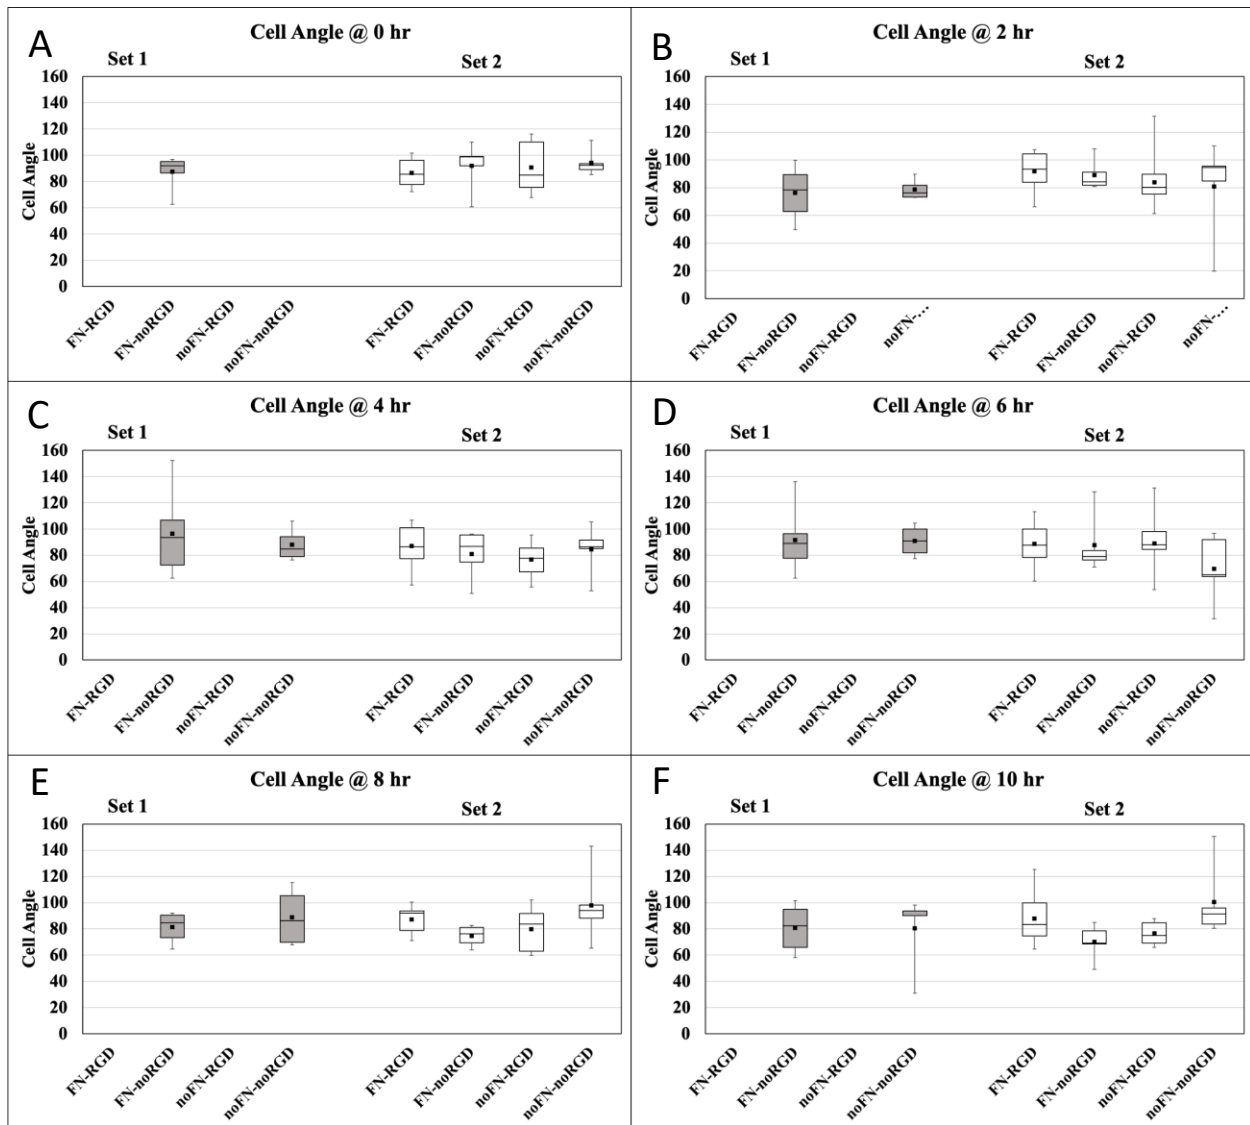 A
Cell Angle @ 0 hr
Set 1
Set 2
Cell Angle
160
140
120
100
80
60
40
20
0
FN-RGD
FN-noRGD
noFN-RGD
noFN-noRGD
FN-RGD
FN-noRGD
noFN-RGD
noFN-noRGD
B
Cell Angle @ 2 hr
Set 1
Set 2
Cell Angle
160
140
120
100
80
60
40
20
0
FN-RGD
FN-noRGD
noFN-RGD
noFN-...
FN-RGD
FN-noRGD
noFN-RGD
noFN-...
C
Cell Angle @ 4 hr
Set 1
Set 2
Cell Angle
160
140
120
100
80
60
40
20
0
FN-RGD
FN-noRGD
noFN-RGD
noFN-noRGD
FN-RGD
FN-noRGD
noFN-RGD
noFN-noRGD
D
Cell Angle @ 6 hr
Set 1
Set 2
Cell Angle
160
140
120
100
80
60
40
20
0
FN-RGD
FN-noRGD
noFN-RGD
noFN-noRGD
FN-RGD
FN-noRGD
noFN-RGD
noFN-noRGD
E
Cell Angle @ 8 hr
Set 1
Set 2
Cell Angle
160
140
120
100
80
60
40
20
0
FN-RGD
FN-noRGD
noFN-RGD
noFN-noRGD
FN-RGD
FN-noRGD
noFN-RGD
noFN-noRGD
F
Cell Angle @ 10 hr
Set 1
Set 2
Cell Angle
160
140
120
100
80
60
40
20
0
FN-RGD
FN-noRGD
noFN-RGD
noFN-noRGD
FN-RGD
FN-noRGD
noFN-RGD
noFN-noRGD